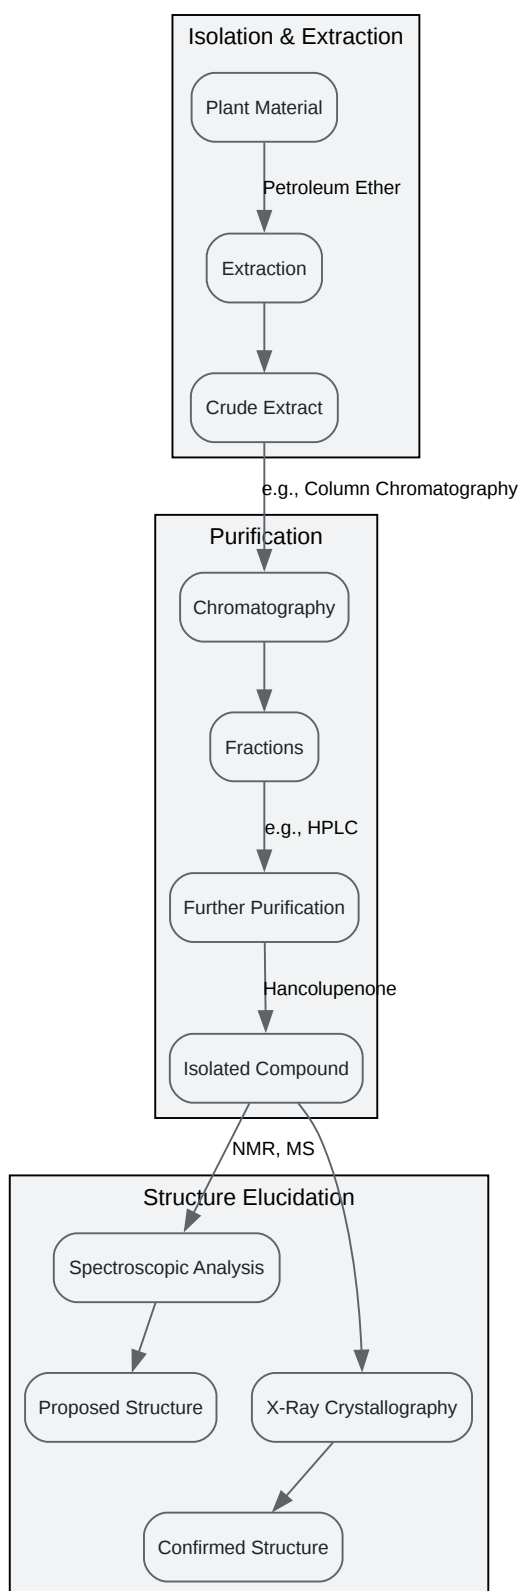 Isolation & Extraction
Plant Material
Petroleum Ether
Extraction
Crude Extract
e.g., Column Chromatography
Purification
Chromatography
Fractions
e.g., HPLC
Further Purification
Hancolupenone
Isolated Compound
NMR, MS
Structure Elucidation
Spectroscopic Analysis
Proposed Structure
X-Ray Crystallography
Confirmed Structure